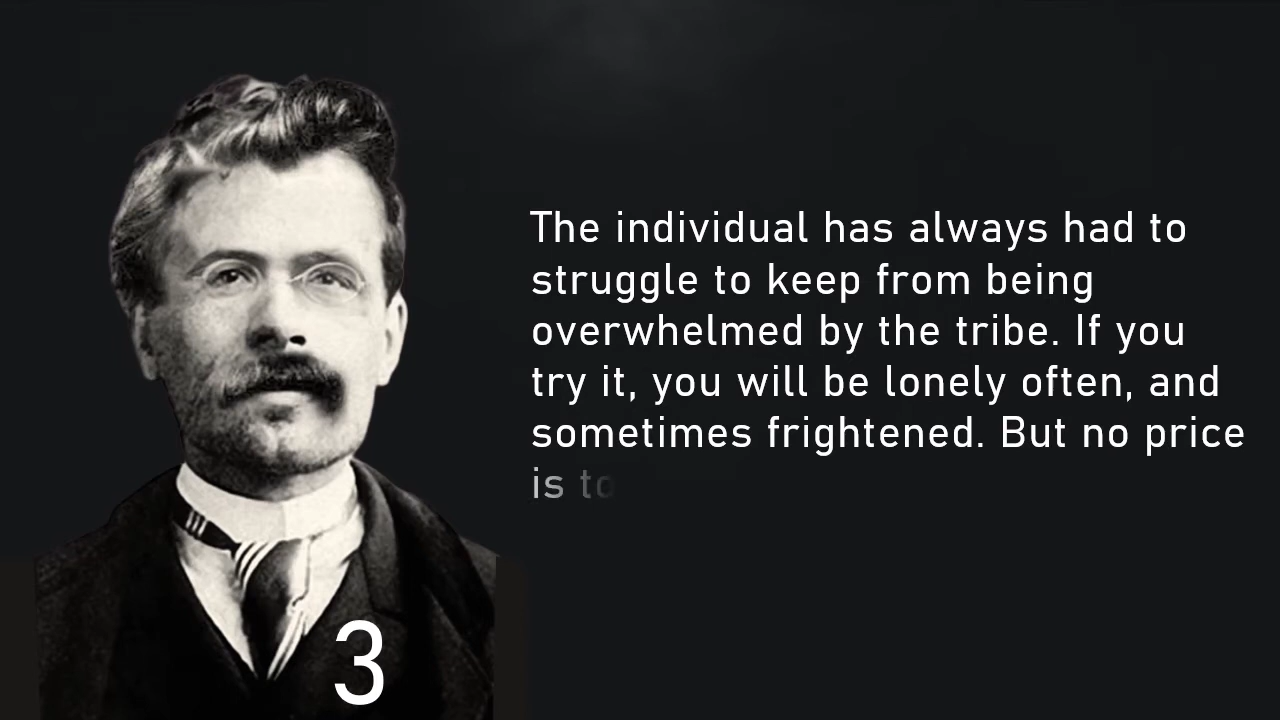 The individual has always had to
struggle to keep from being
overwhelmed by the tribe. If you
try it, you will be lonely often, and
sometimes frightened. But no price
is to
3